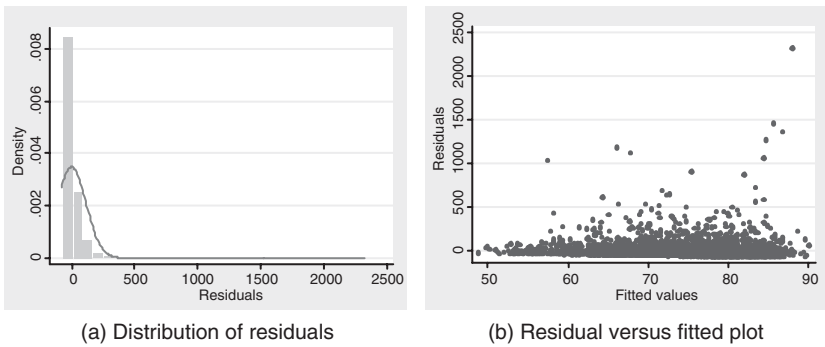 .008
.006
.004
.002
0
Density
0 500 1000 1500 2000 2500
Residuals
(a) Distribution of residuals
2500
2000
1500
1000
500
0
Residuals
50 60 70 80 90
Fitted values
(b) Residual versus fitted plot